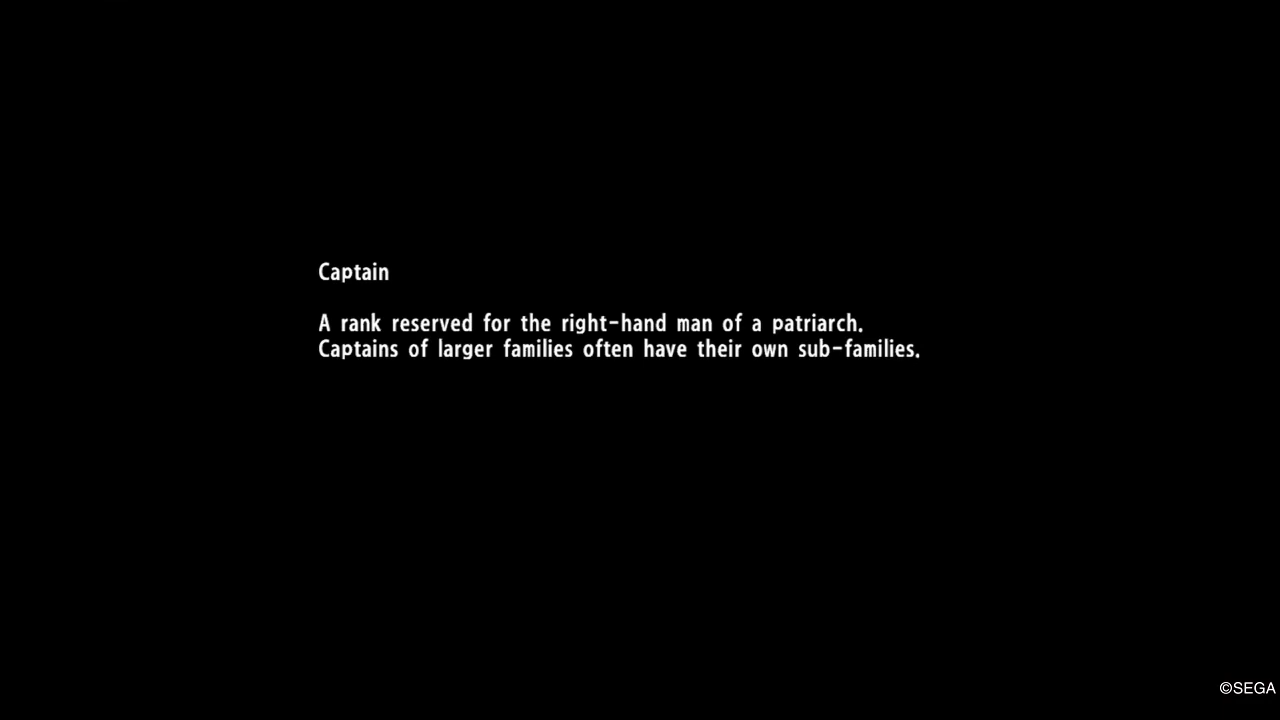 Captain
A rank reserved for the right-hand man of a patriarch.
Captains of larger families often have their own sub-families.
©SEGA